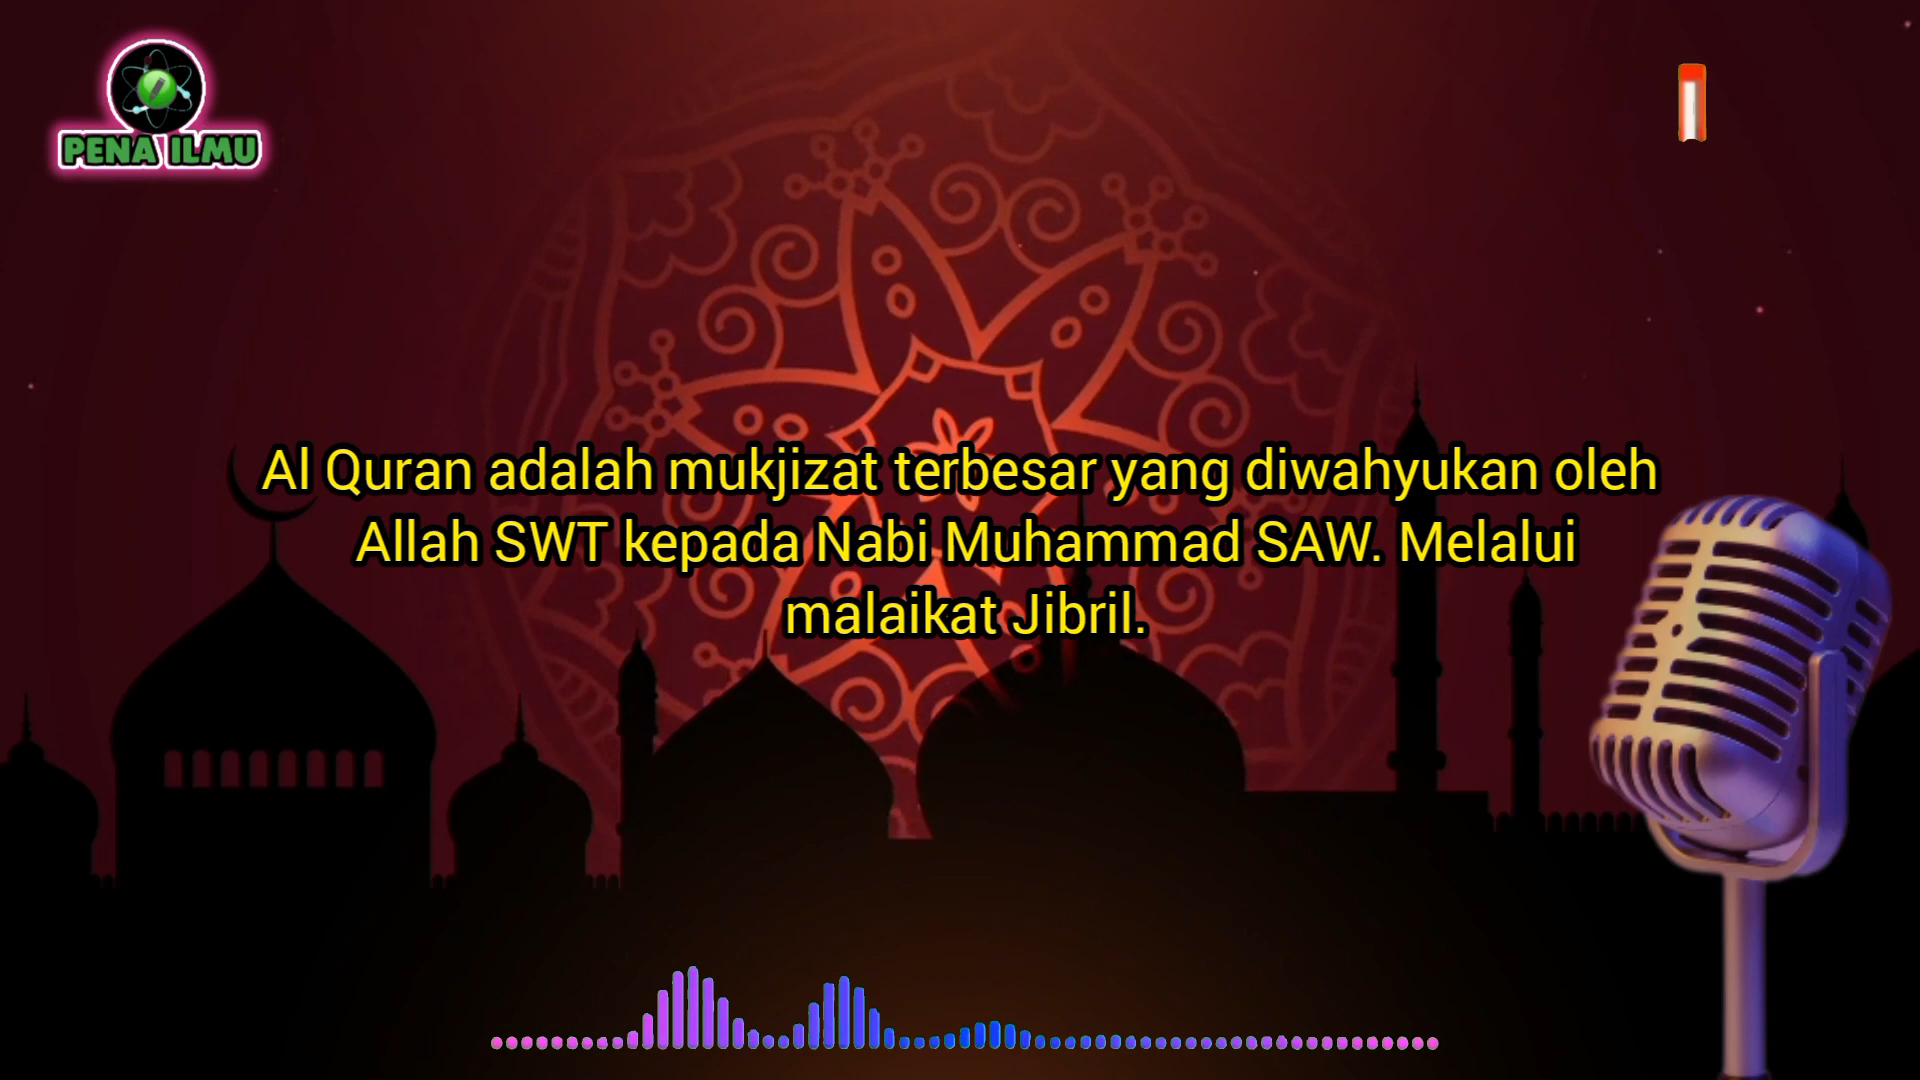 PENA ILMU
Al Quran adalah mukjizat terbesar yang diwahyukan oleh
Allah SWT kepada Nabi Muhammad SAW. Melalui
malaikat Jibril.